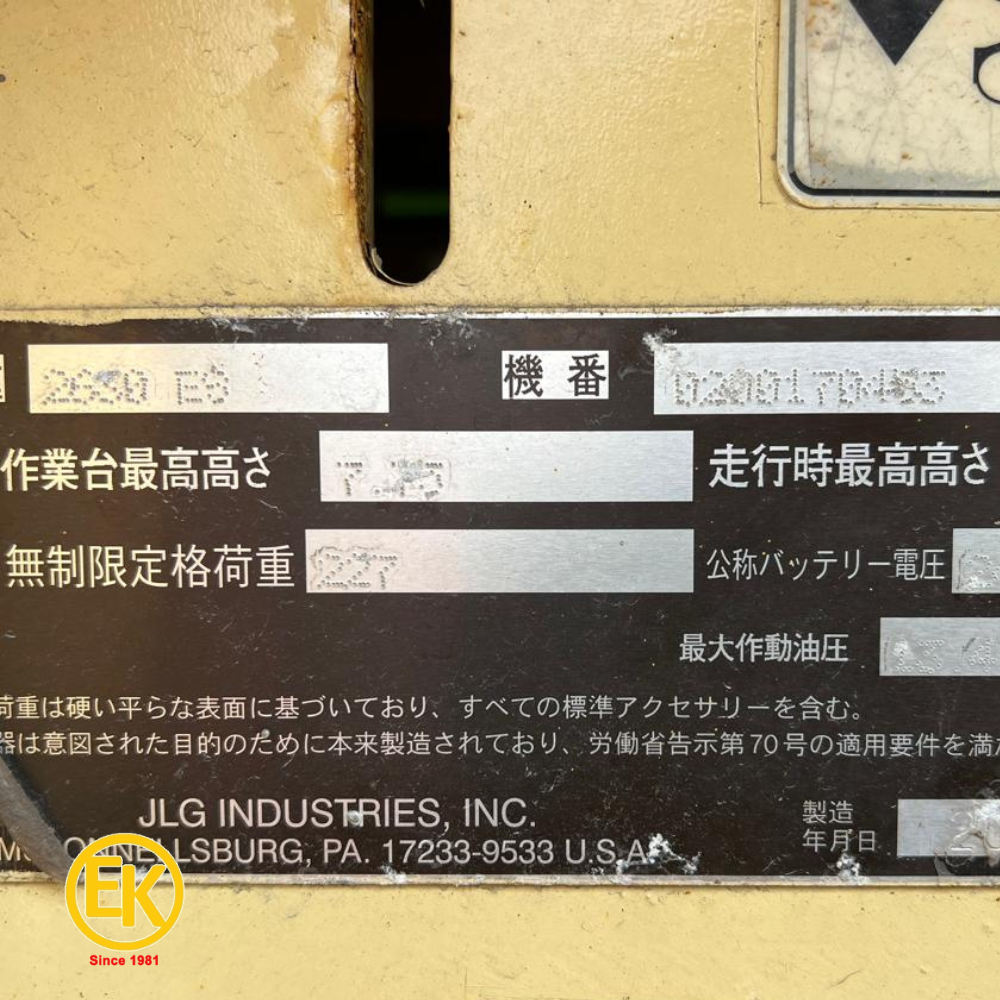 機番
作業台最高高さ 7.75 走行時最高高さ
無制限定格荷重 227 公称バッテリー電圧
最大作動油圧
荷重は硬い平らな表面に基づいており、すべての標準アクセサリーを含む。
器は意図された目的のために本来製造されており、労働省告示第70号の適用要件を満
JLG INDUSTRIES, INC. 製造
LSBURG, PA. 17233-9533 U.S.A. 年月日
EK
Since 1981